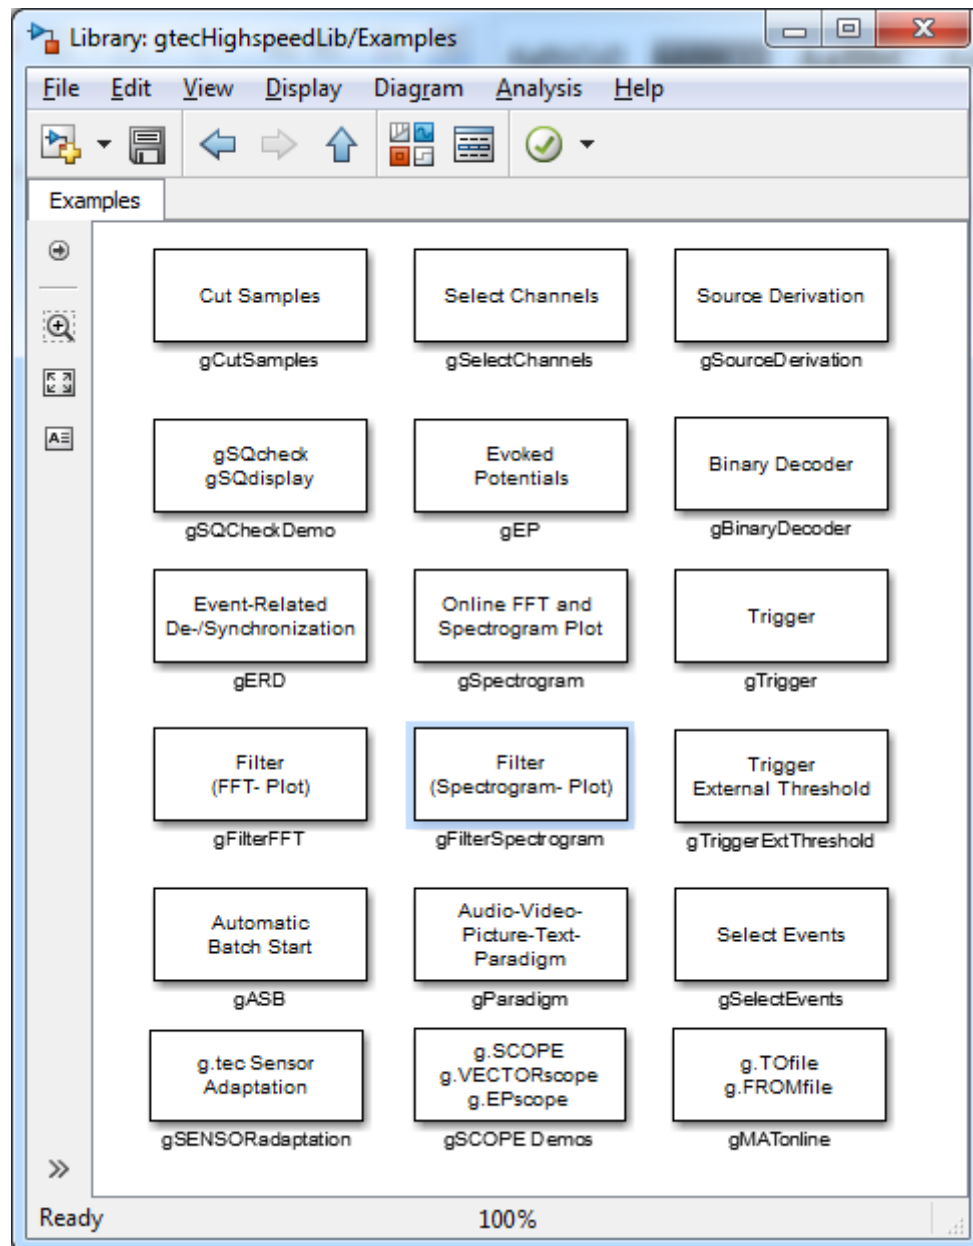 Library: gtecHighspeedLib/Examples
File Edit View Display Diagram Analysis Help
Examples
Cut Samples
gCutSamples
Select Channels
gSelectChannels
Source Derivation
gSourceDerivation
gSQcheck
gSQdisplay
gSQCheckDemo
Evoked
Potentials
gEP
Binary Decoder
gBinaryDecoder
Event-Related
De-/Synchronization
gERD
Online FFT and
Spectrogram Plot
gSpectrogram
Trigger
gTrigger
Filter
(FFT- Plot)
gFilterFFT
Filter
(Spectrogram- Plot)
gFilterSpectrogram
Trigger
External Threshold
gTriggerExtThreshold
Automatic
Batch Start
gASB
Audio-Video-
Picture-Text-
Paradigm
gParadigm
Select Events
gSelectEvents
g.tec Sensor
Adaptation
gSENSORadaptation
g.SCOPE
g.VECTORscope
g.EPscope
gSCOPE Demos
g.TOfile
g.FROMfile
gMATonline
Ready 100%